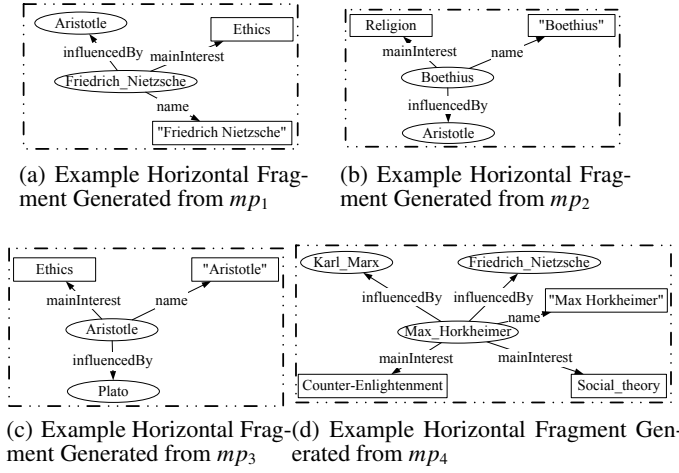 Aristotle
Ethics
influencedBy
mainInterest
Friedrich_Nietzsche
name
"Friedrich Nietzsche"
(a) Example Horizontal Frag-
ment Generated from mp1
Religion
"Boethius"
mainInterest
name
Boethius
influencedBy
Aristotle
(b) Example Horizontal Frag-
ment Generated from mp2
Ethics
"Aristotle"
mainInterest
name
Aristotle
influencedBy
Plato
(c) Example Horizontal Frag-
ment Generated from mp3
Karl_Marx
Friedrich_Nietzsche
influencedBy
influencedBy
"Max Horkheimer"
name
Max_Horkheimer
mainInterest
mainInterest
Counter-Enlightenment
Social_theory
(d) Example Horizontal Fragment Gen-
erated from mp4